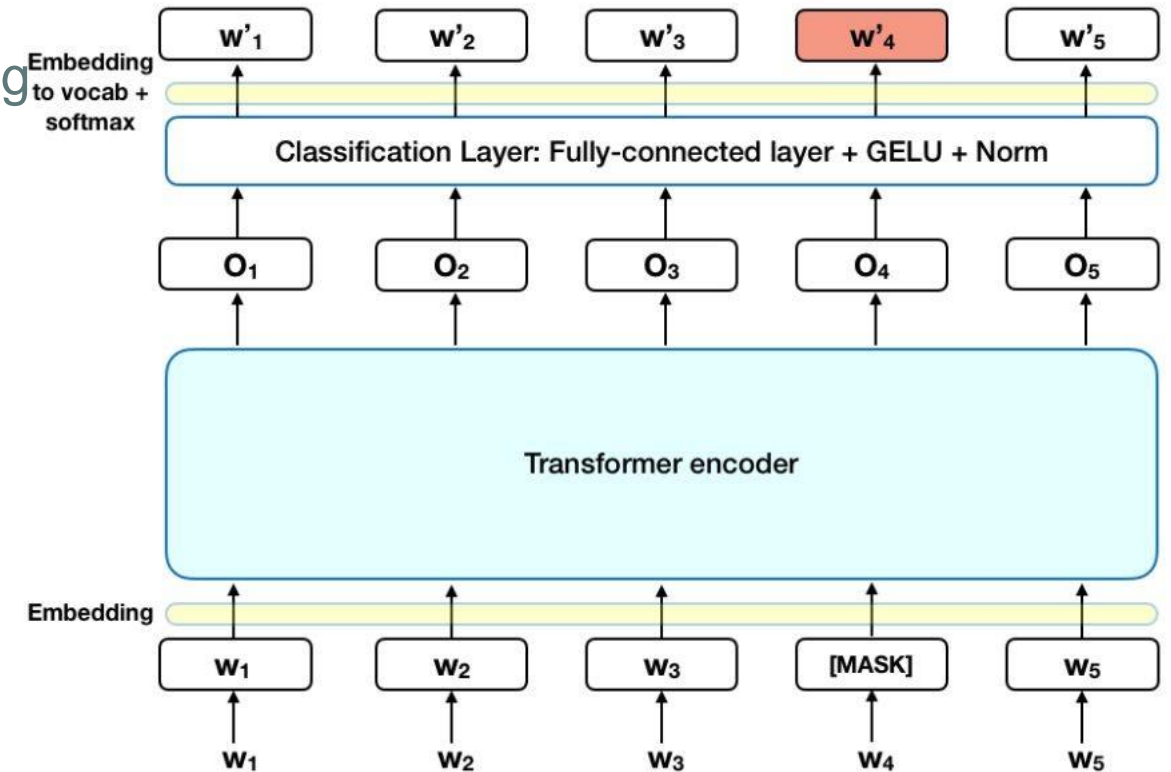 w’1 w’2 w’3 w’4 w’5
g
Embedding
to vocab +
softmax
Classification Layer: Fully-connected layer + GELU + Norm
O1 O2 O3 O4 O5
Transformer encoder
Embedding
W1 W2 W3 [MASK] W5
W1 W2 W3 W4 W5